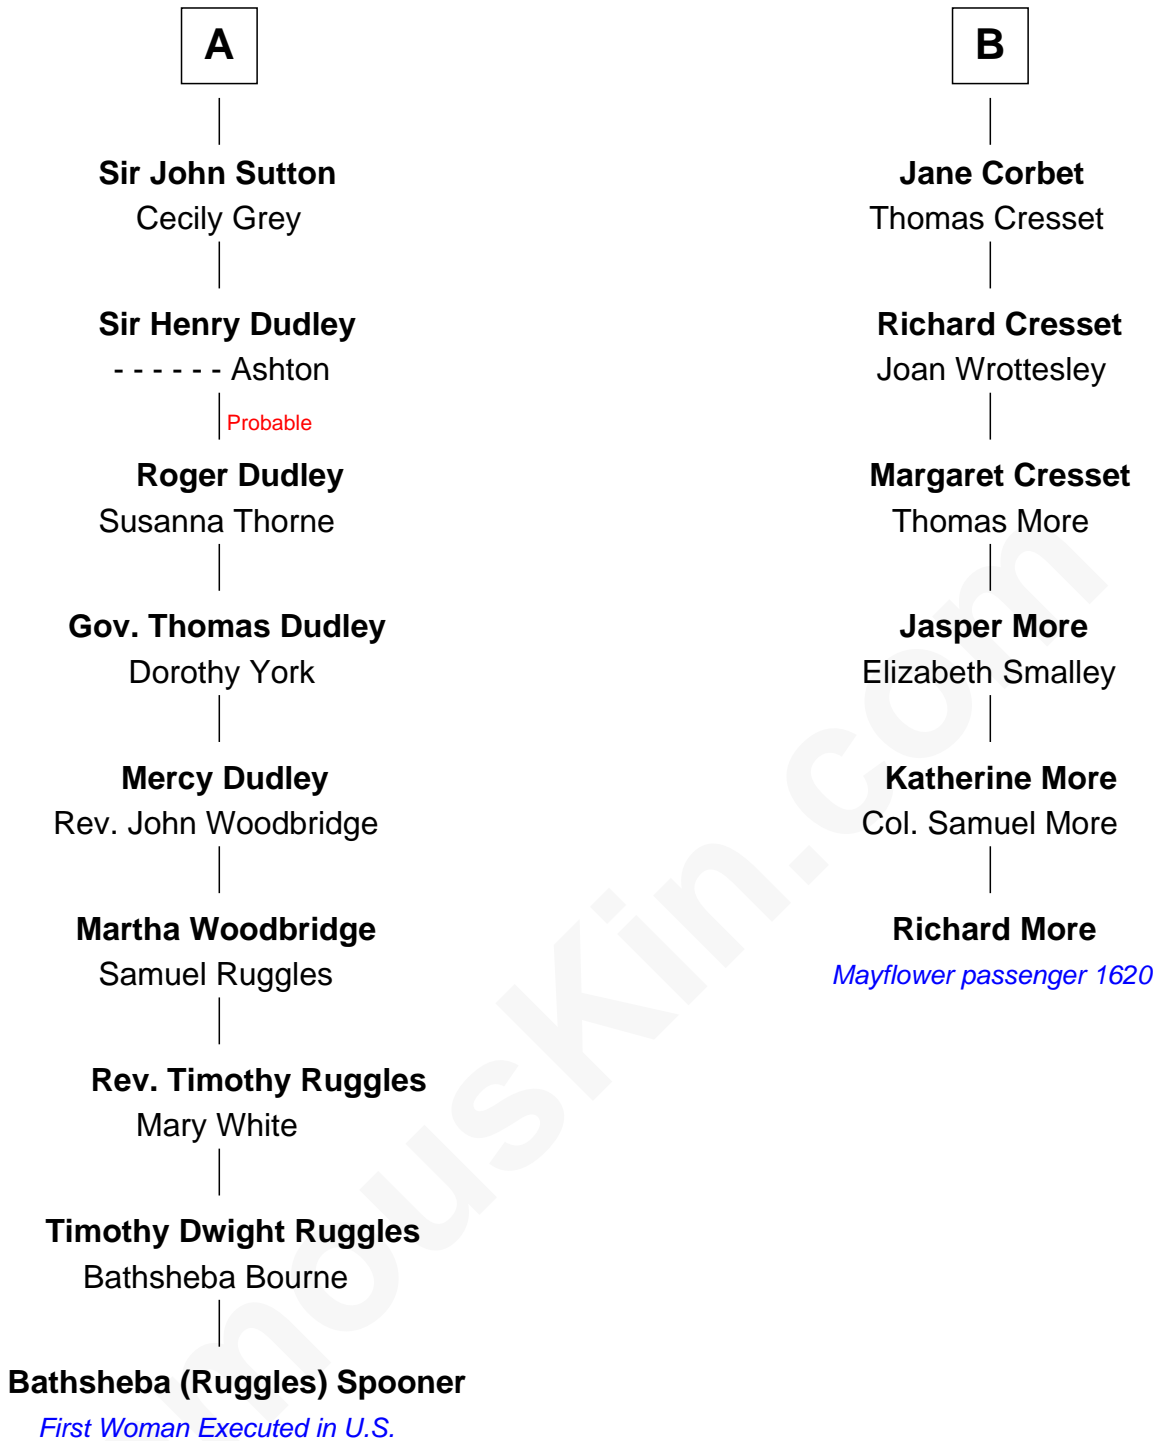 A
Sir John Sutton
Cecily Grey
Sir Henry Dudley
- - - - - - Ashton
Probable
Roger Dudley
Susanna Thorne
Gov. Thomas Dudley
Dorothy York
Mercy Dudley
Rev. John Woodbridge
Martha Woodbridge
Samuel Ruggles
Rev. Timothy Ruggles
Mary White
Timothy Dwight Ruggles
Bathsheba Bourne
Bathsheba (Ruggles) Spooner
First Woman Executed in U.S.
B
Jane Corbet
Thomas Cresset
Richard Cresset
Joan Wrottesley
Margaret Cresset
Thomas More
Jasper More
Elizabeth Smalley
Katherine More
Col. Samuel More
Richard More
Mayflower passenger 1620
mousKin.com